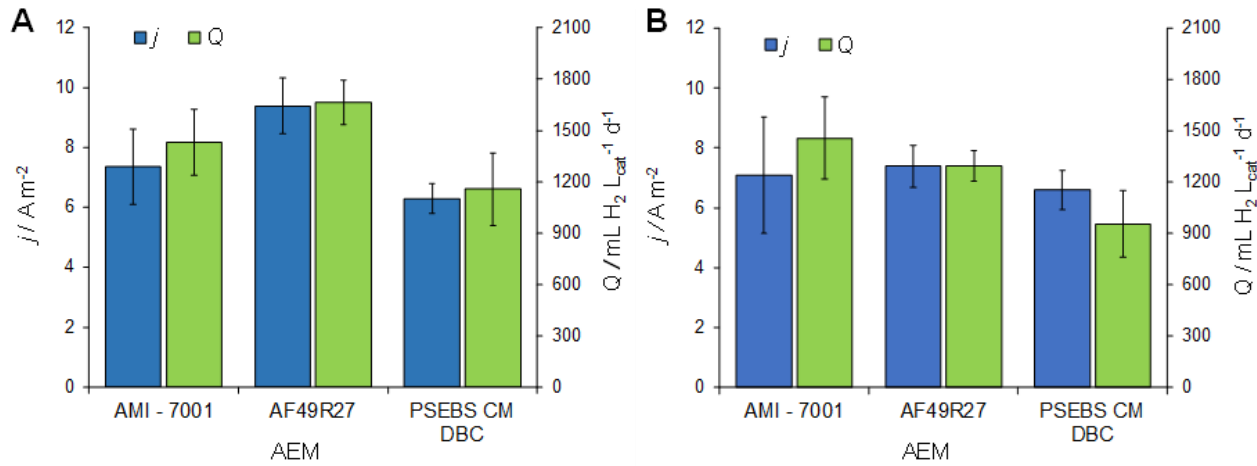 A
j Q
12
10
8
6
4
2
0
j / A m-2
2100
1800
1500
1200
900
600
300
0
Q / mL H2 Lcat-1 d-1
AMI - 7001 AF49R27 PSEBS CM
DBC
AEM
B
j Q
12
10
8
6
4
2
0
j / A m-2
2100
1800
1500
1200
900
600
300
0
Q / mL H2 Lcat-1 d-1
AMI - 7001 AF49R27 PSEBS CM
DBC
AEM